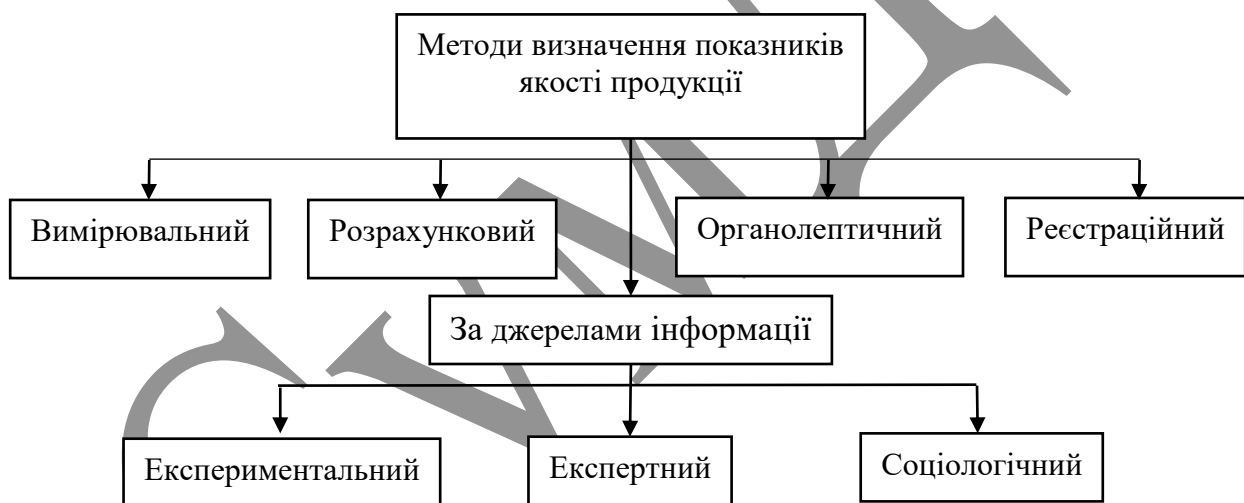 Методи визначення показників
якості продукції
Вимірювальний
Розрахунковий
Органолептичний
Реєстраційний
За джерелами інформації
Експериментальний
Експертний
Соціологічний